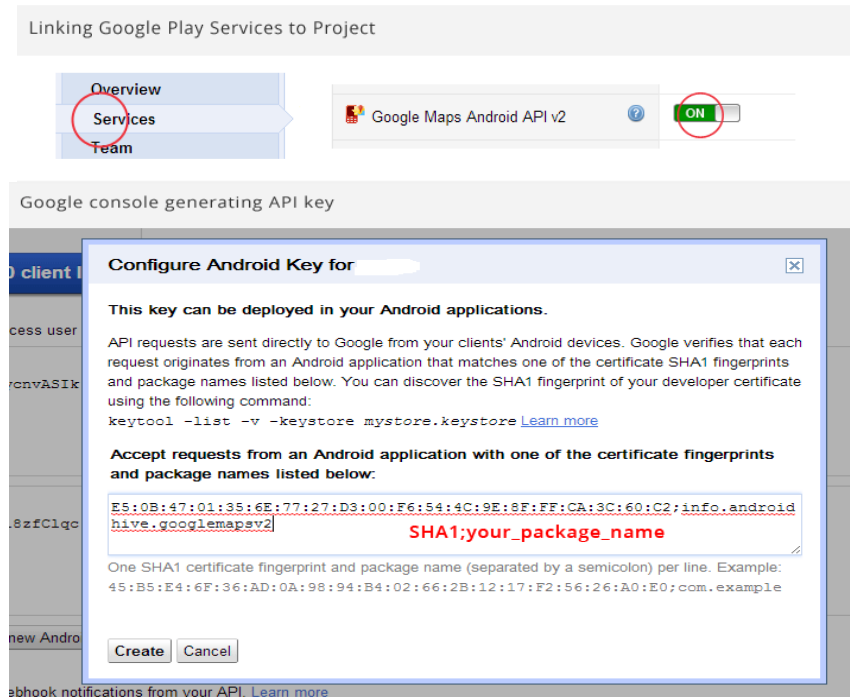 Linking Google Play Services to Project
Overview
Services
Team
Google Maps Android API v2
?
ON
Google console generating API key
client I
Configure Android Key for
This key can be deployed in your Android applications.
cess user
API requests are sent directly to Google from your clients' Android devices. Google verifies that each
request originates from an Android application that matches one of the certificate SHA1 fingerprints
and package names listed below. You can discover the SHA1 fingerprint of your developer certificate
using the following command:
keytool -list -v -keystore mystore.keystore Learn more
cnvASIk
Accept requests from an Android application with one of the certificate fingerprints
and package names listed below:
E5:0B:47:01:35:6E:77:27:D3:00:F6:54:4C:9E:8F:FF:CA:3C:60:C2;info.android
hive.googlemapsv2
SHA1;your_package_name
.8zfClqc
One SHA1 certificate fingerprint and package name (separated by a semicolon) per line. Example:
45:B5:E4:6F:36:AD:0A:98:94:B4:02:66:2B:12:17:F2:56:26:A0:E0;com.example
new Andro
Create Cancel
ebhook notifications from your API. Learn more